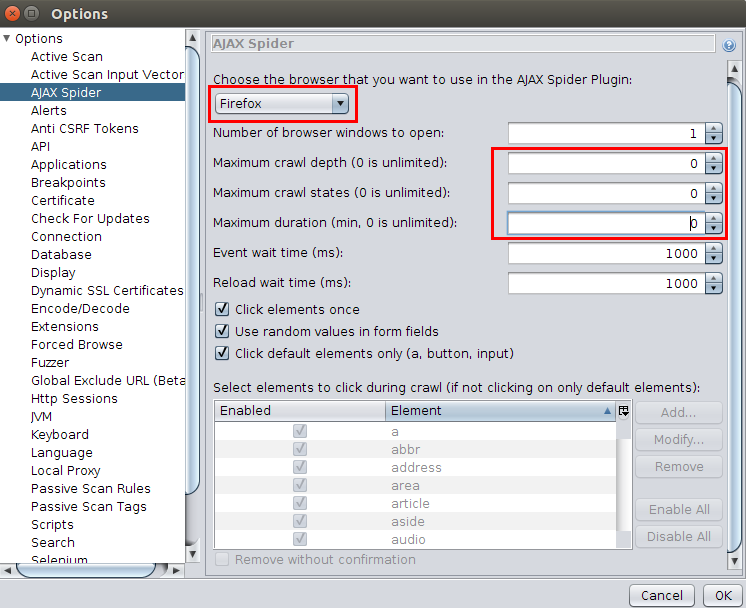 Options
Options
Active Scan
Active Scan Input Vector
AJAX Spider
Alerts
Anti CSRF Tokens
API
Applications
Breakpoints
Certificate
Check For Updates
Connection
Database
Display
Dynamic SSL Certificates
Encode/Decode
Extensions
Forced Browse
Fuzzer
Global Exclude URL (Beta
Http Sessions
JVM
Keyboard
Language
Local Proxy
Passive Scan Rules
Passive Scan Tags
Scripts
Search
Selenium
AJAX Spider
Choose the browser that you want to use in the AJAX Spider Plugin:
Firefox
Number of browser windows to open: 1
Maximum crawl depth (0 is unlimited): 0
Maximum crawl states (0 is unlimited): 0
Maximum duration (min, 0 is unlimited): 0
Event wait time (ms): 1000
Reload wait time (ms): 1000
Click elements once
Use random values in form fields
Click default elements only (a, button, input)
Select elements to click during crawl (if not clicking on only default elements):
Enabled Element
a
abbr
address
area
article
aside
audio
Add...
Modify...
Remove
Enable All
Disable All
Remove without confirmation
Cancel OK